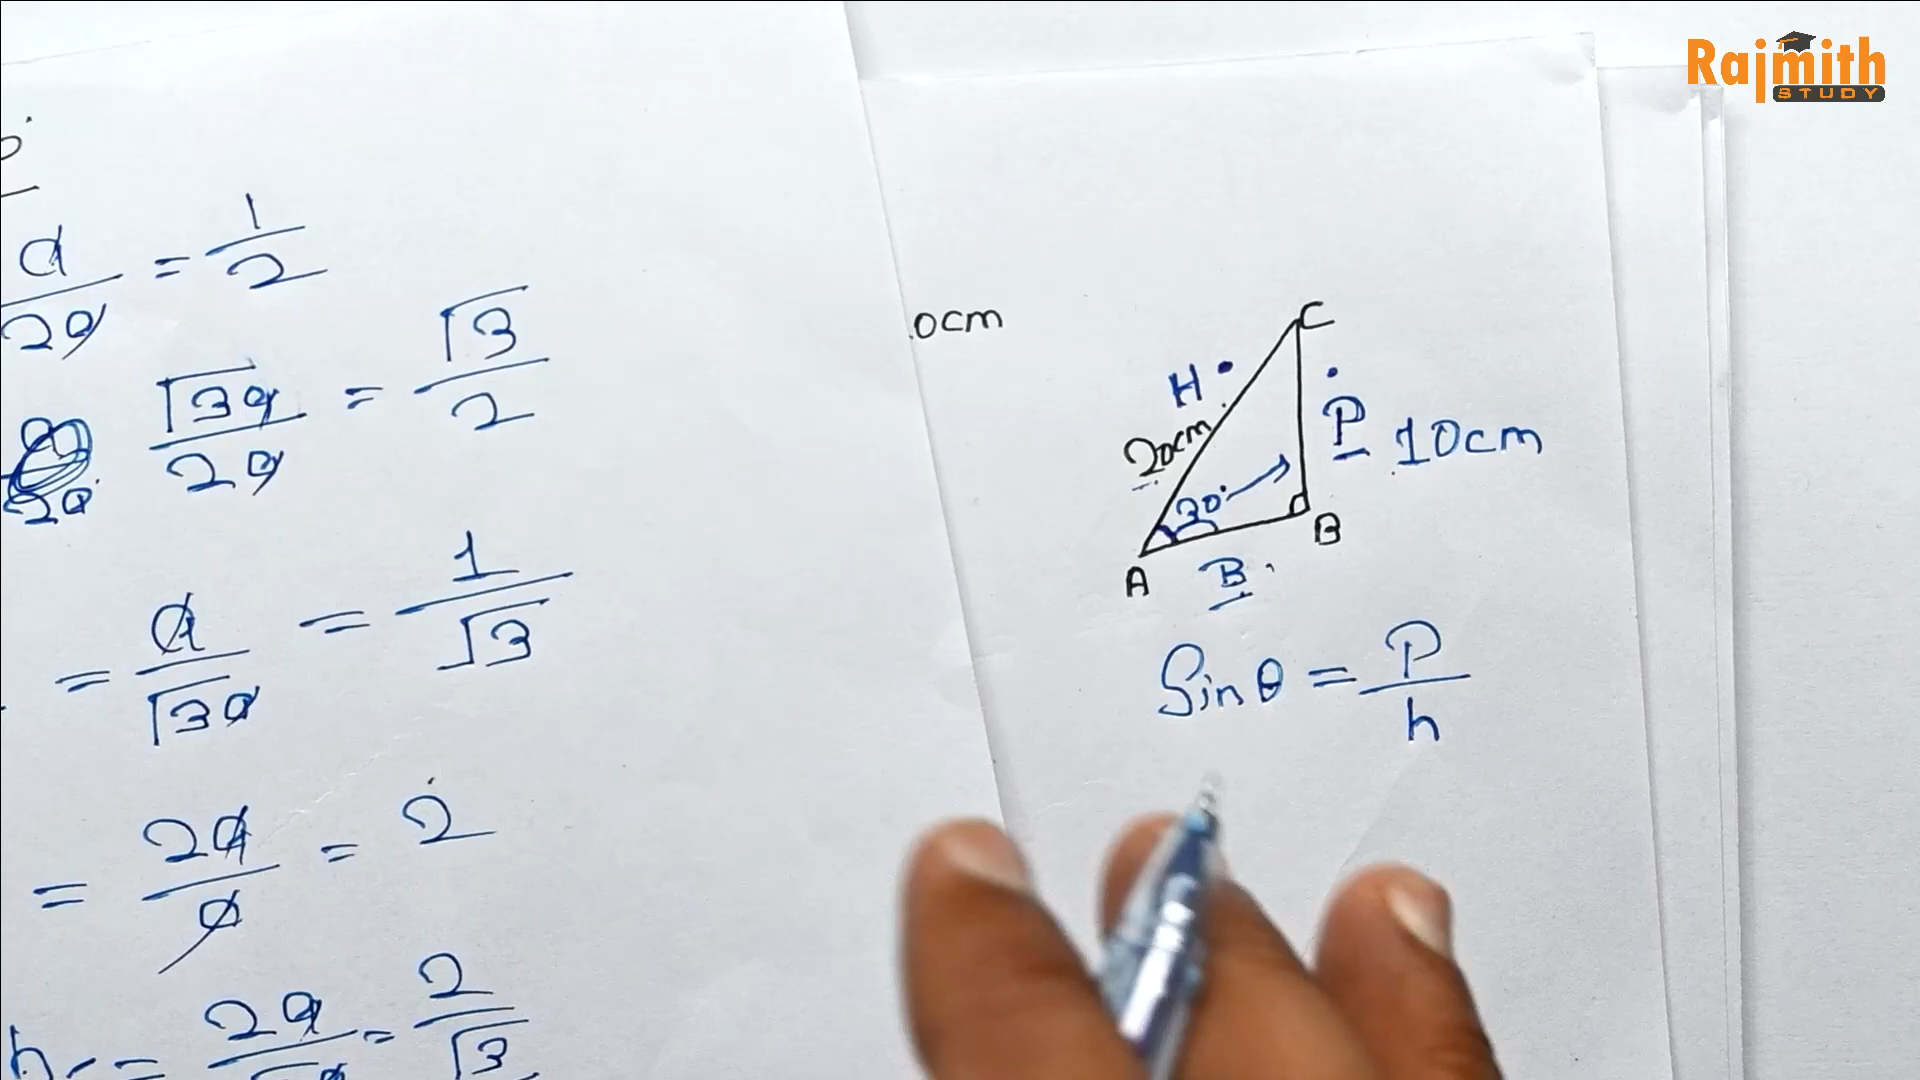 Rajmith
STUDY
a/2a = 1/2
√3a/2a = √3/2
2a
= a/√3a = 1/√3
= 2a/a = 2
= 2a = 2/√3
0cm
C
H
P
20cm
10cm
30°
B
A
B
Sinθ = P/h